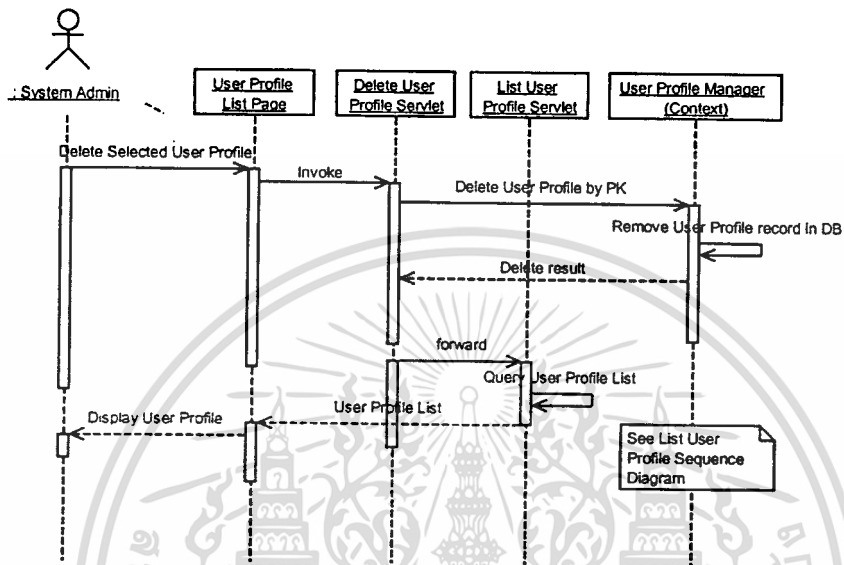 : System Admin
User Profile
List Page
Delete User
Profile Servlet
List User
Profile Servlet
User Profile Manager
(Context)
Delete Selected User Profile
Invoke
Delete User Profile by PK
Remove User Profile record in DB
Delete result
forward
Query User Profile List
User Profile List
Display User Profile
See List User
Profile Sequence
Diagram